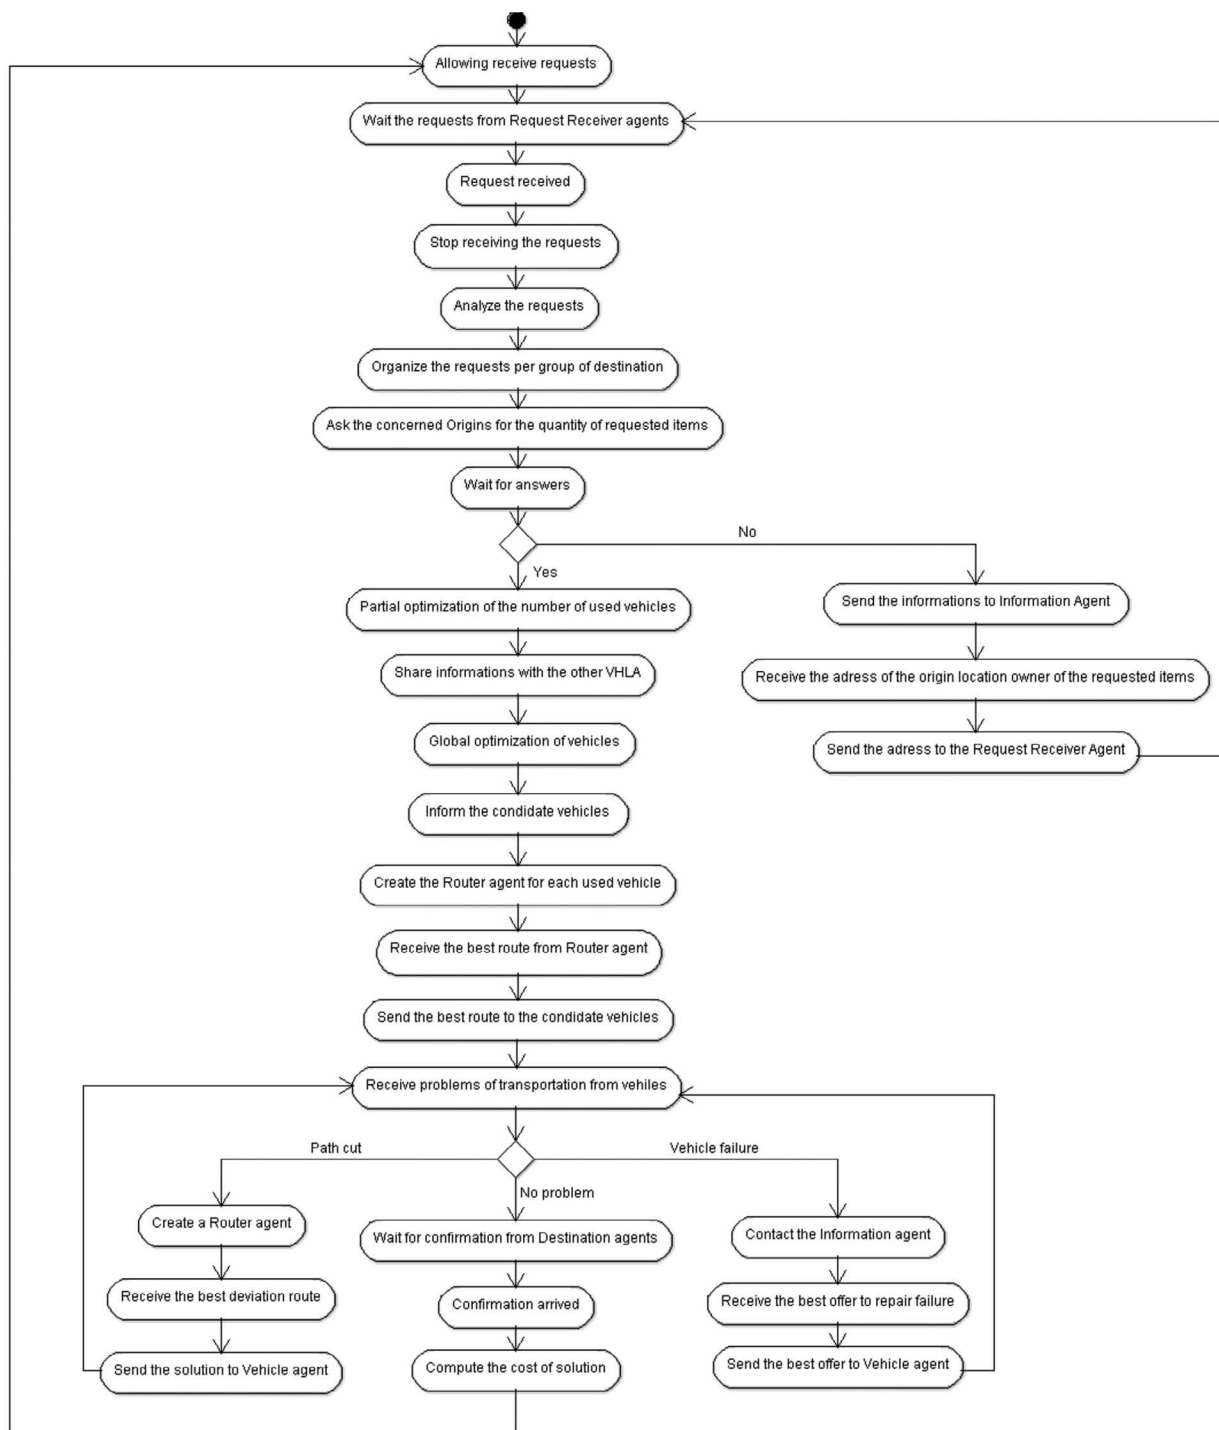 Allowing receive requests
Wait the requests from Request Receiver agents
Request received
Stop receiving the requests
Analyze the requests
Organize the requests per group of destination
Ask the concerned Origins for the quantity of requested items
Wait for answers
No
Yes
Partial optimization of the number of used vehicles
Send the informations to Information Agent
Share informations with the other VHLA
Receive the adress of the origin location owner of the requested items
Global optimization of vehicles
Send the adress to the Request Receiver Agent
Inform the condidate vehicles
Create the Router agent for each used vehicle
Receive the best route from Router agent
Send the best route to the condidate vehicles
Receive problems of transportation from vehiles
Path cut
Vehicle failure
No problem
Create a Router agent
Wait for confirmation from Destination agents
Contact the Information agent
Receive the best deviation route
Confirmation arrived
Receive the best offer to repair failure
Send the solution to Vehicle agent
Compute the cost of solution
Send the best offer to Vehicle agent